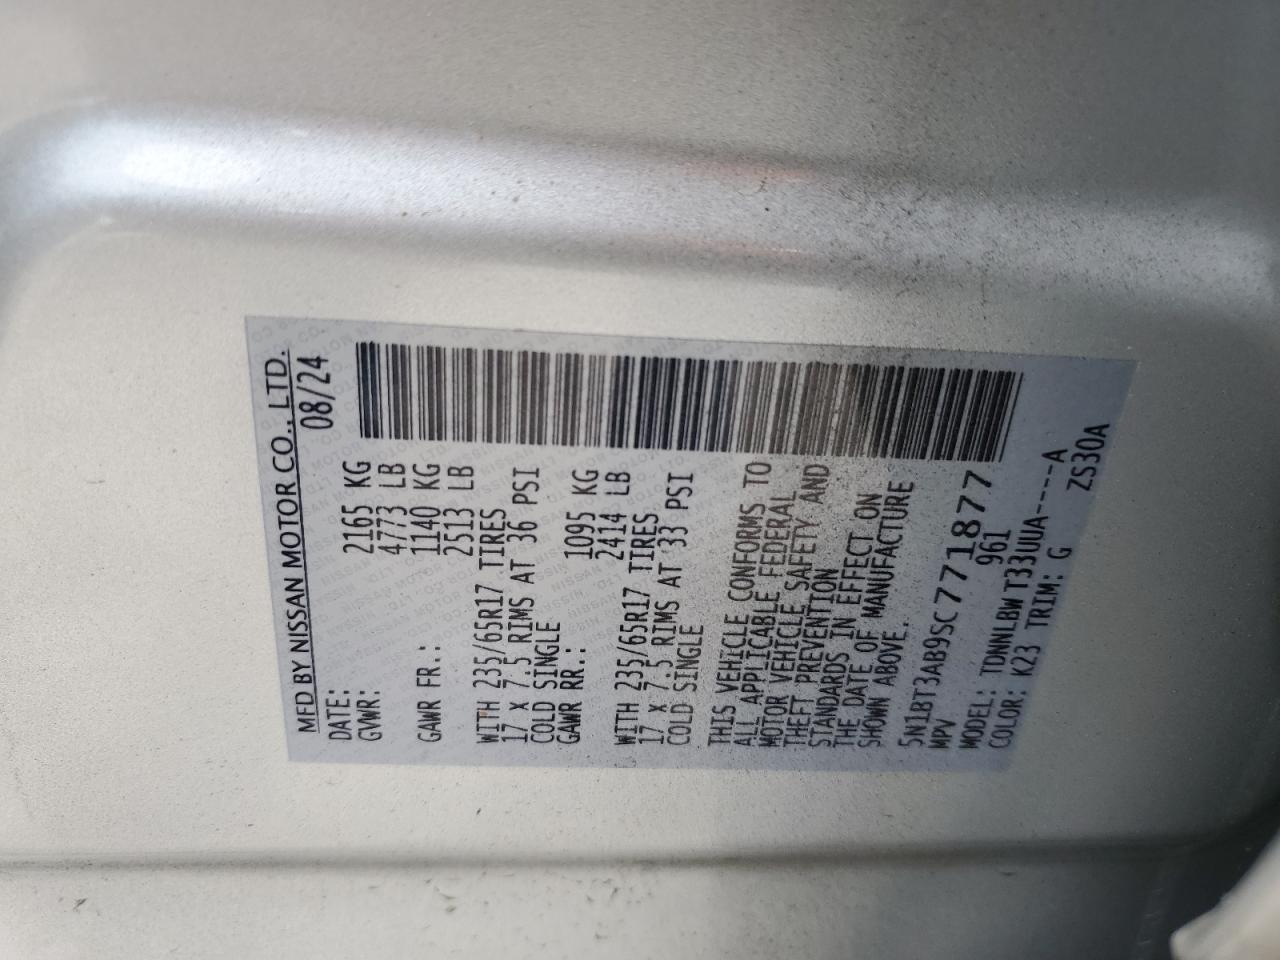 MFD BY NISSAN MOTOR CO., LTD.
DATE: 08/24
GVWR: 2165 KG
4773 LB
GAWR FR.: 1140 KG
2513 LB
WITH 235/65R17 TIRES
17 X 7.5 RIMS AT 36 PSI
COLD SINGLE
GAWR RR.: 1095 KG
2414 LB
WITH 235/65R17 TIRES
17 X 7.5 RIMS AT 33 PSI
COLD SINGLE
THIS VEHICLE CONFORMS TO
ALL APPLICABLE FEDERAL
MOTOR VEHICLE SAFETY AND
THEFT PREVENTION
STANDARDS IN EFFECT ON
THE DATE OF MANUFACTURE
SHOWN ABOVE.
5N1BT3AB9SC771877
MPV 961
MODEL: TDNNLBWT33UUA----A
COLOR: K23 TRIM: G ZS30A